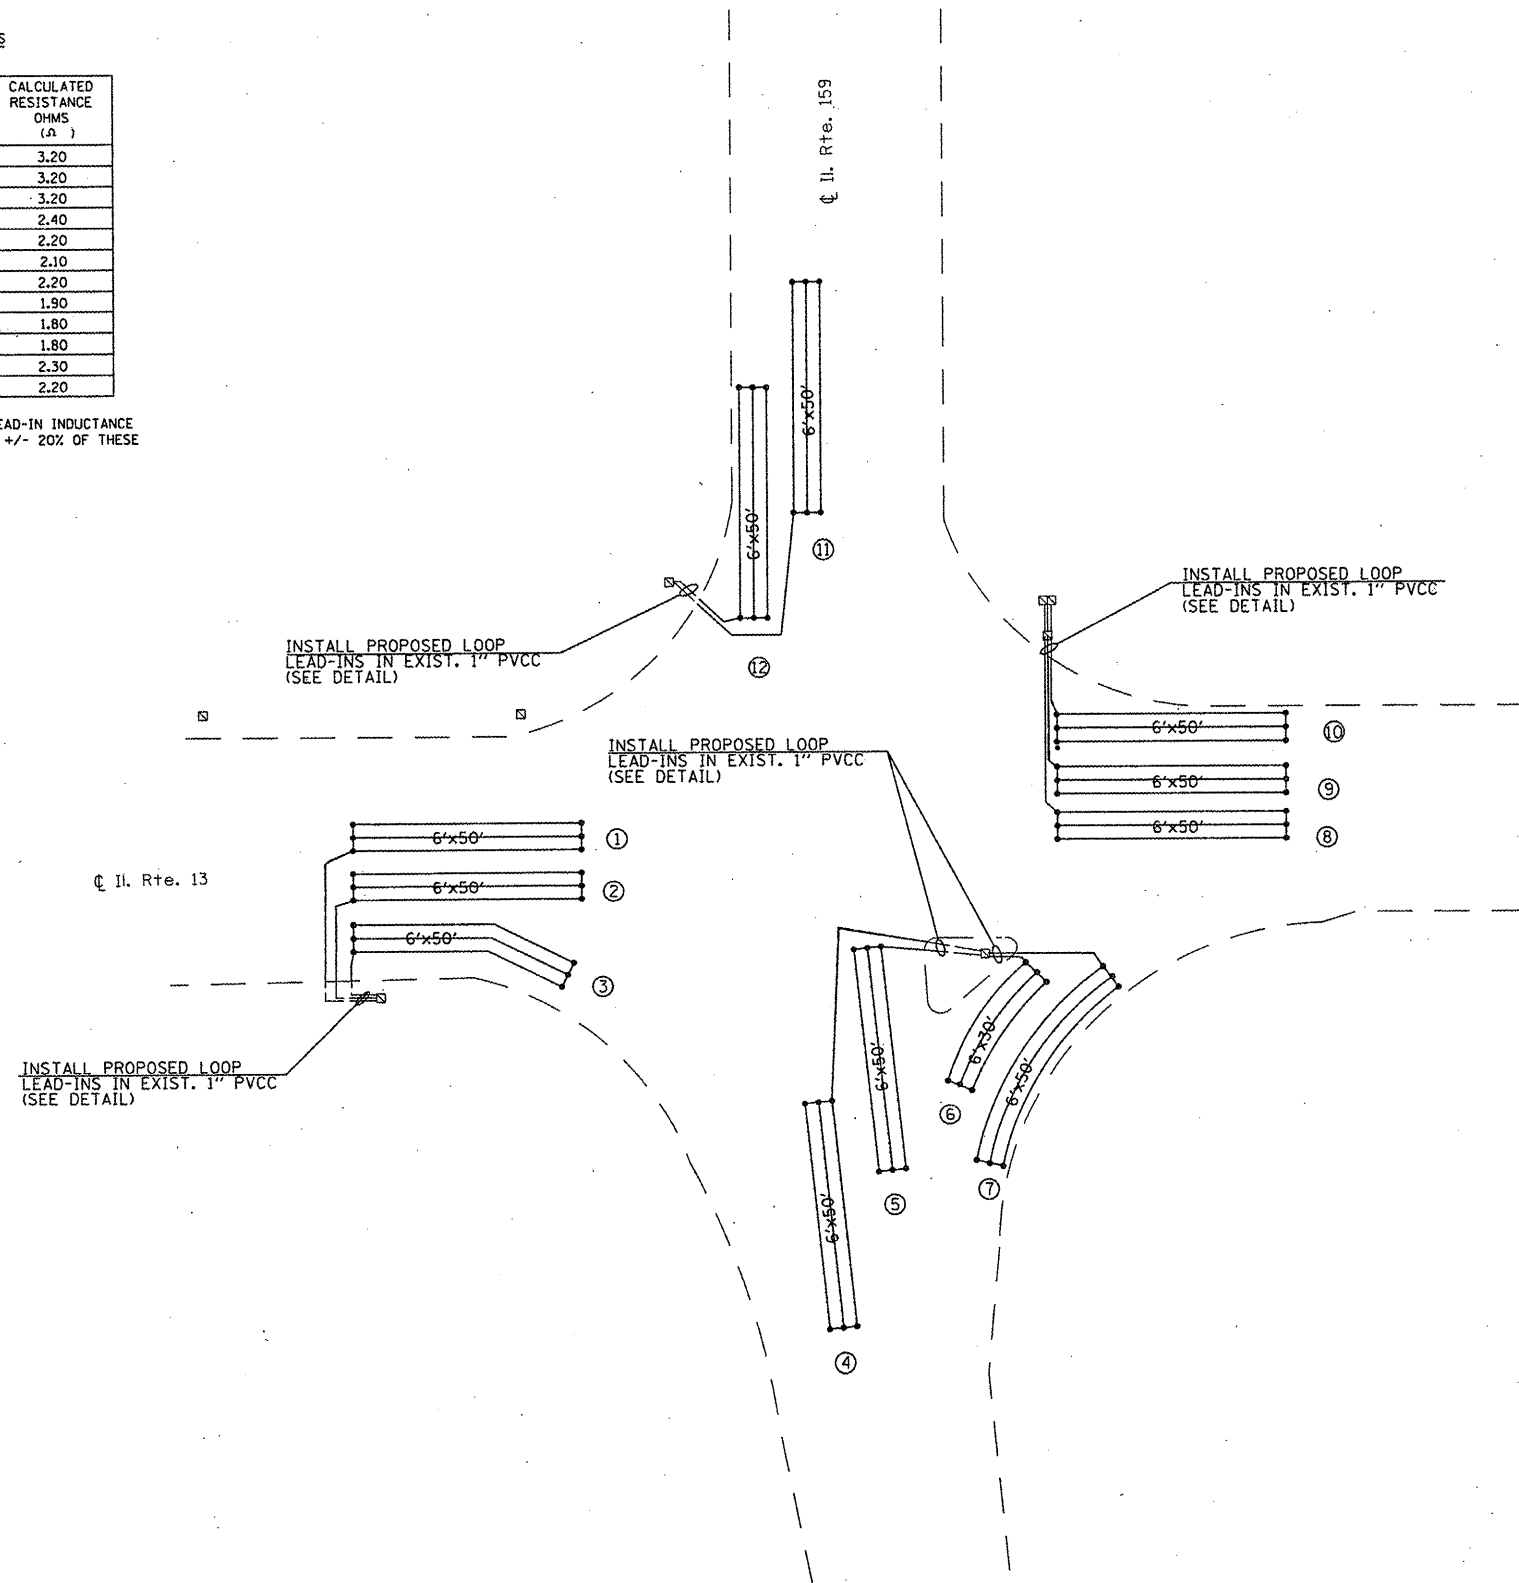 S
CALCULATED
RESISTANCE
OHMS
(Ω )
3.20
3.20
3.20
2.40
2.20
2.10
2.20
1.90
1.80
1.80
2.30
2.20
EAD-IN INDUCTANCE
+/- 20% OF THESE
℄ Il. Rte. 159
6'x50'
6'x50'
11
12
INSTALL PROPOSED LOOP
LEAD-INS IN EXIST. 1" PVCC
(SEE DETAIL)
INSTALL PROPOSED LOOP
LEAD-INS IN EXIST. 1" PVCC
(SEE DETAIL)
INSTALL PROPOSED LOOP
LEAD-INS IN EXIST. 1" PVCC
(SEE DETAIL)
6'x50' 10
6'x50' 9
6'x50' 8
6'x50' 1
℄ Il. Rte. 13
6'x50' 2
6'x50' 3
INSTALL PROPOSED LOOP
LEAD-INS IN EXIST. 1" PVCC
(SEE DETAIL)
6'x50'
6'x30'
6'x50'
6
7
5
6'x50'
4